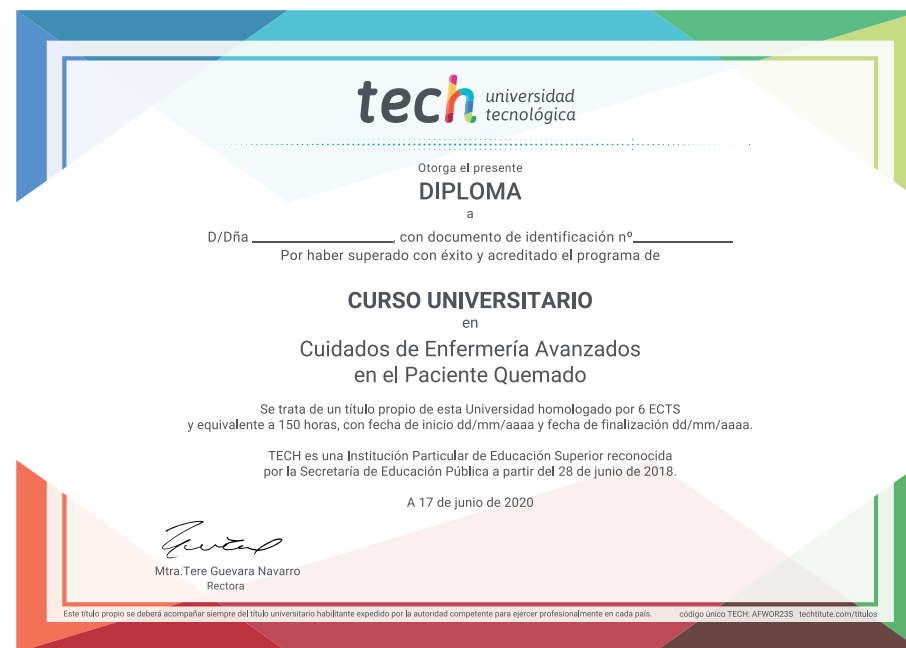 tech universidad
tecnológica
Otorga el presente
DIPLOMA
a
D/Dña ____________________, con documento de identificación nº______________
Por haber superado con éxito y acreditado el programa de
CURSO UNIVERSITARIO
en
Cuidados de Enfermería Avanzados
en el Paciente Quemado
Se trata de un título propio de esta Universidad homologado por 6 ECTS
y equivalente a 150 horas, con fecha de inicio dd/mm/aaaa y fecha de finalización dd/mm/aaaa.
TECH es una Institución Particular de Educación Superior reconocida
por la Secretaría de Educación Pública a partir del 28 de junio de 2018.
A 17 de junio de 2020
Mtra.Tere Guevara Navarro
Rectora
Este título propio se deberá acompañar siempre del título universitario habilitante expedido por la autoridad competente para ejercer profesionalmente en cada país. código único TECH: AFWOR23S techtitute.com/titulos